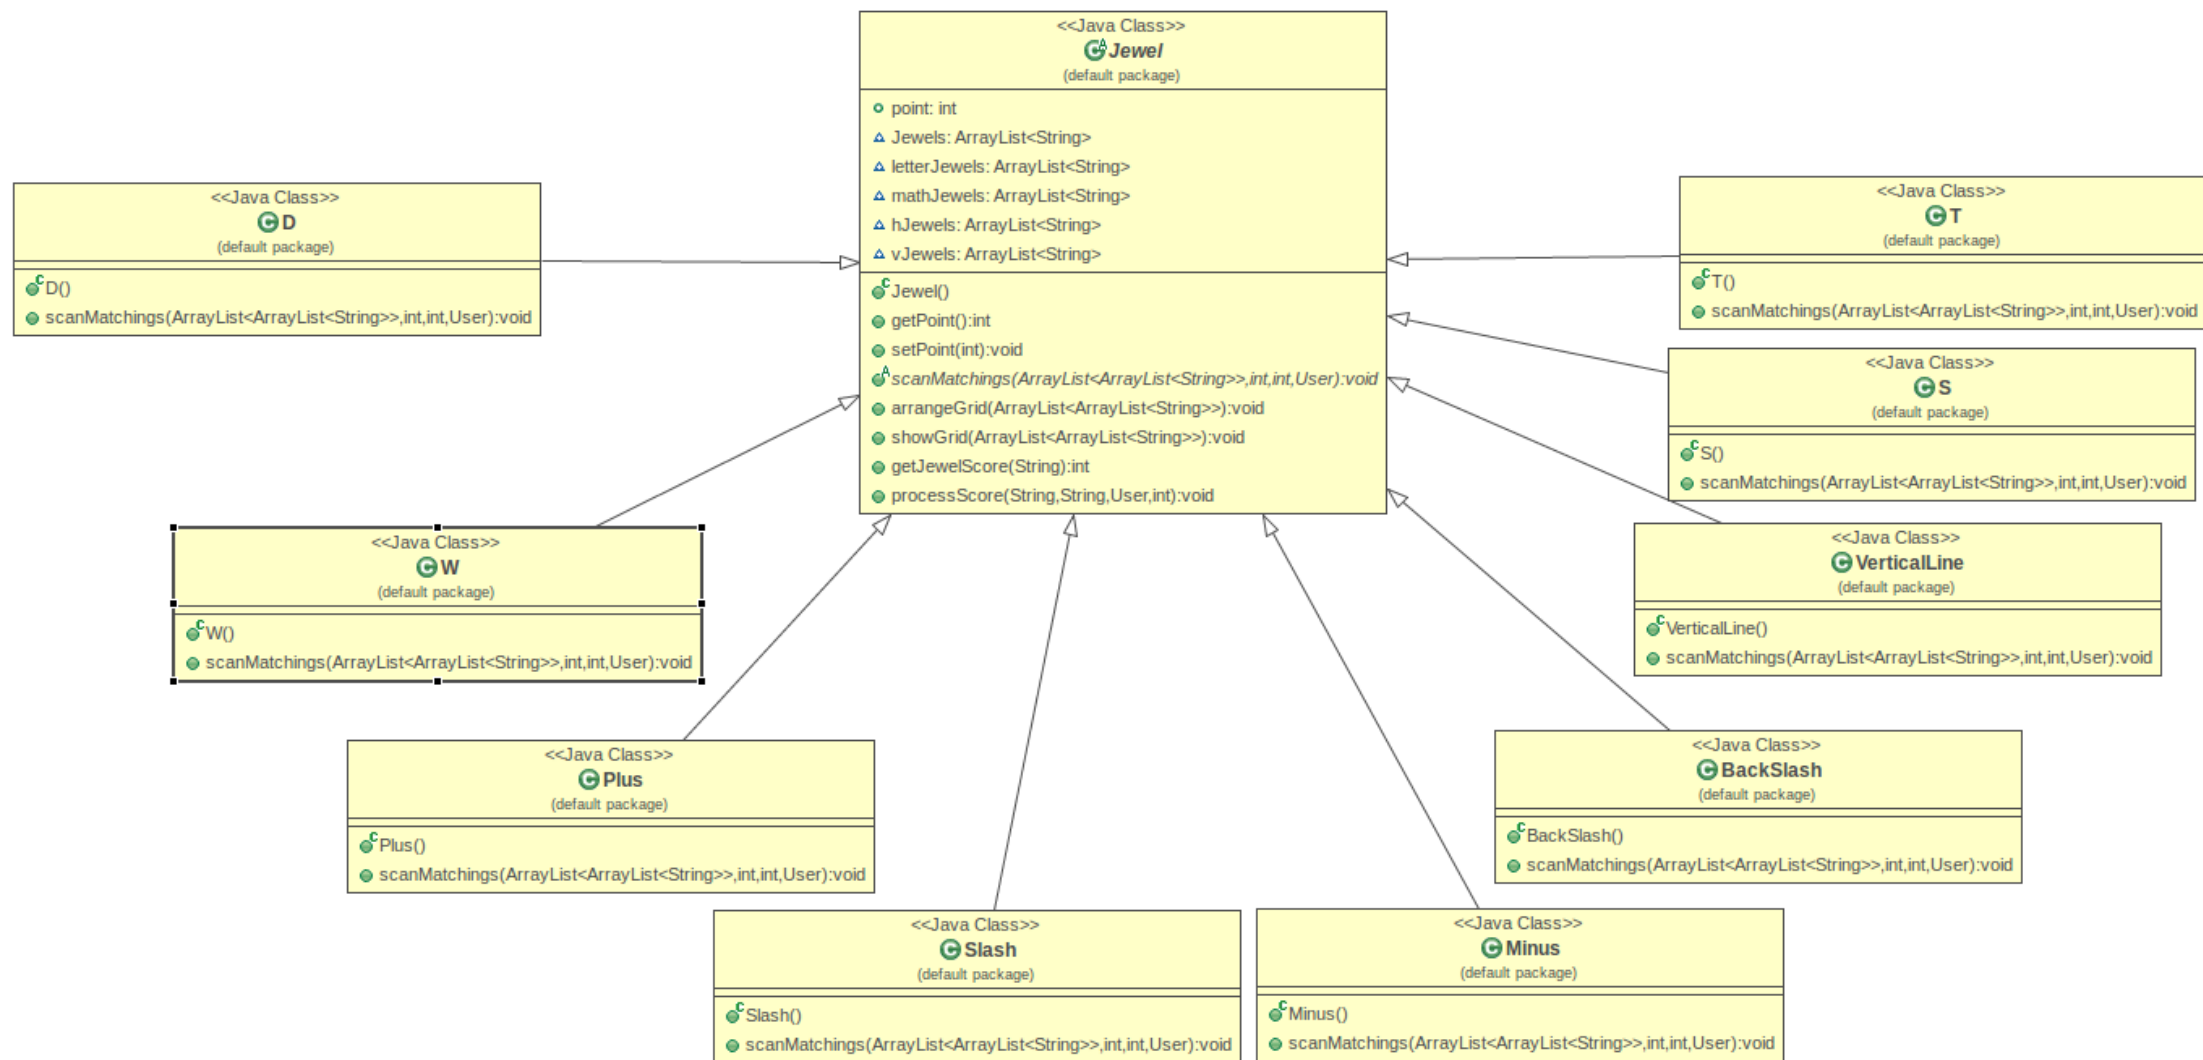 <<Java Class>>
Jewel
(default package)
point: int
Jewels: ArrayList<String>
letterJewels: ArrayList<String>
mathJewels: ArrayList<String>
hJewels: ArrayList<String>
vJewels: ArrayList<String>
Jewel()
getPoint():int
setPoint(int):void
scanMatchings(ArrayList<ArrayList<String>>,int,int,User):void
arrangeGrid(ArrayList<ArrayList<String>>):void
showGrid(ArrayList<ArrayList<String>>):void
getJewelScore(String):int
processScore(String,String,User,int):void
<<Java Class>>
D
(default package)
D()
scanMatchings(ArrayList<ArrayList<String>>,int,int,User):void
<<Java Class>>
T
(default package)
T()
scanMatchings(ArrayList<ArrayList<String>>,int,int,User):void
<<Java Class>>
S
(default package)
S()
scanMatchings(ArrayList<ArrayList<String>>,int,int,User):void
<<Java Class>>
W
(default package)
W()
scanMatchings(ArrayList<ArrayList<String>>,int,int,User):void
<<Java Class>>
VerticalLine
(default package)
VerticalLine()
scanMatchings(ArrayList<ArrayList<String>>,int,int,User):void
<<Java Class>>
Plus
(default package)
Plus()
scanMatchings(ArrayList<ArrayList<String>>,int,int,User):void
<<Java Class>>
BackSlash
(default package)
BackSlash()
scanMatchings(ArrayList<ArrayList<String>>,int,int,User):void
<<Java Class>>
Slash
(default package)
Slash()
scanMatchings(ArrayList<ArrayList<String>>,int,int,User):void
<<Java Class>>
Minus
(default package)
Minus()
scanMatchings(ArrayList<ArrayList<String>>,int,int,User):void